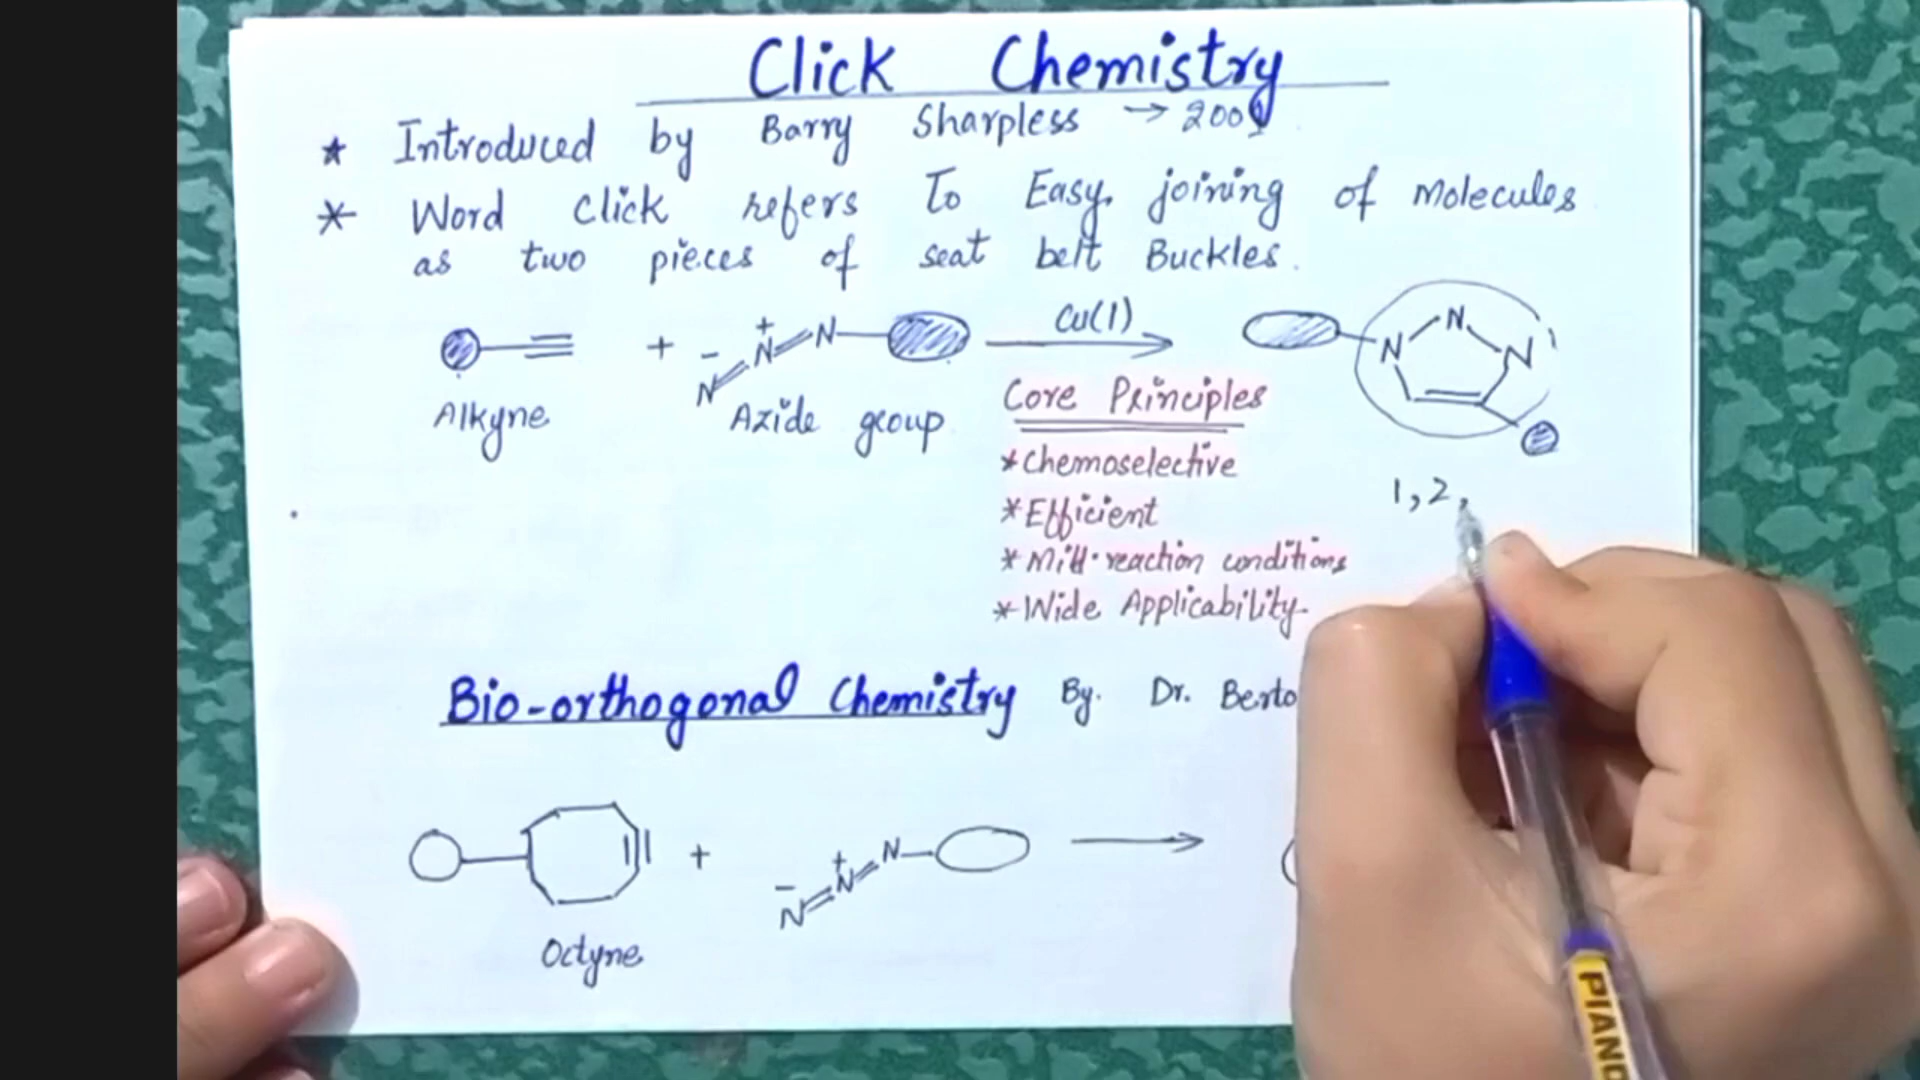 Click Chemistry
* Introduced by Barry Sharpless → 2001
* Word click refers To Easy joining of Molecules
as two pieces of seat belt Buckles.
+ N N N Cu(I) N N N
Alkyne Azide group
Core Principles
* Chemoselective
1,2,
* Efficient
* Mild reaction conditions
* Wide Applicability
Bio-orthogonal Chemistry By. Dr. Berto
+ N N N
Octyne
PIANO